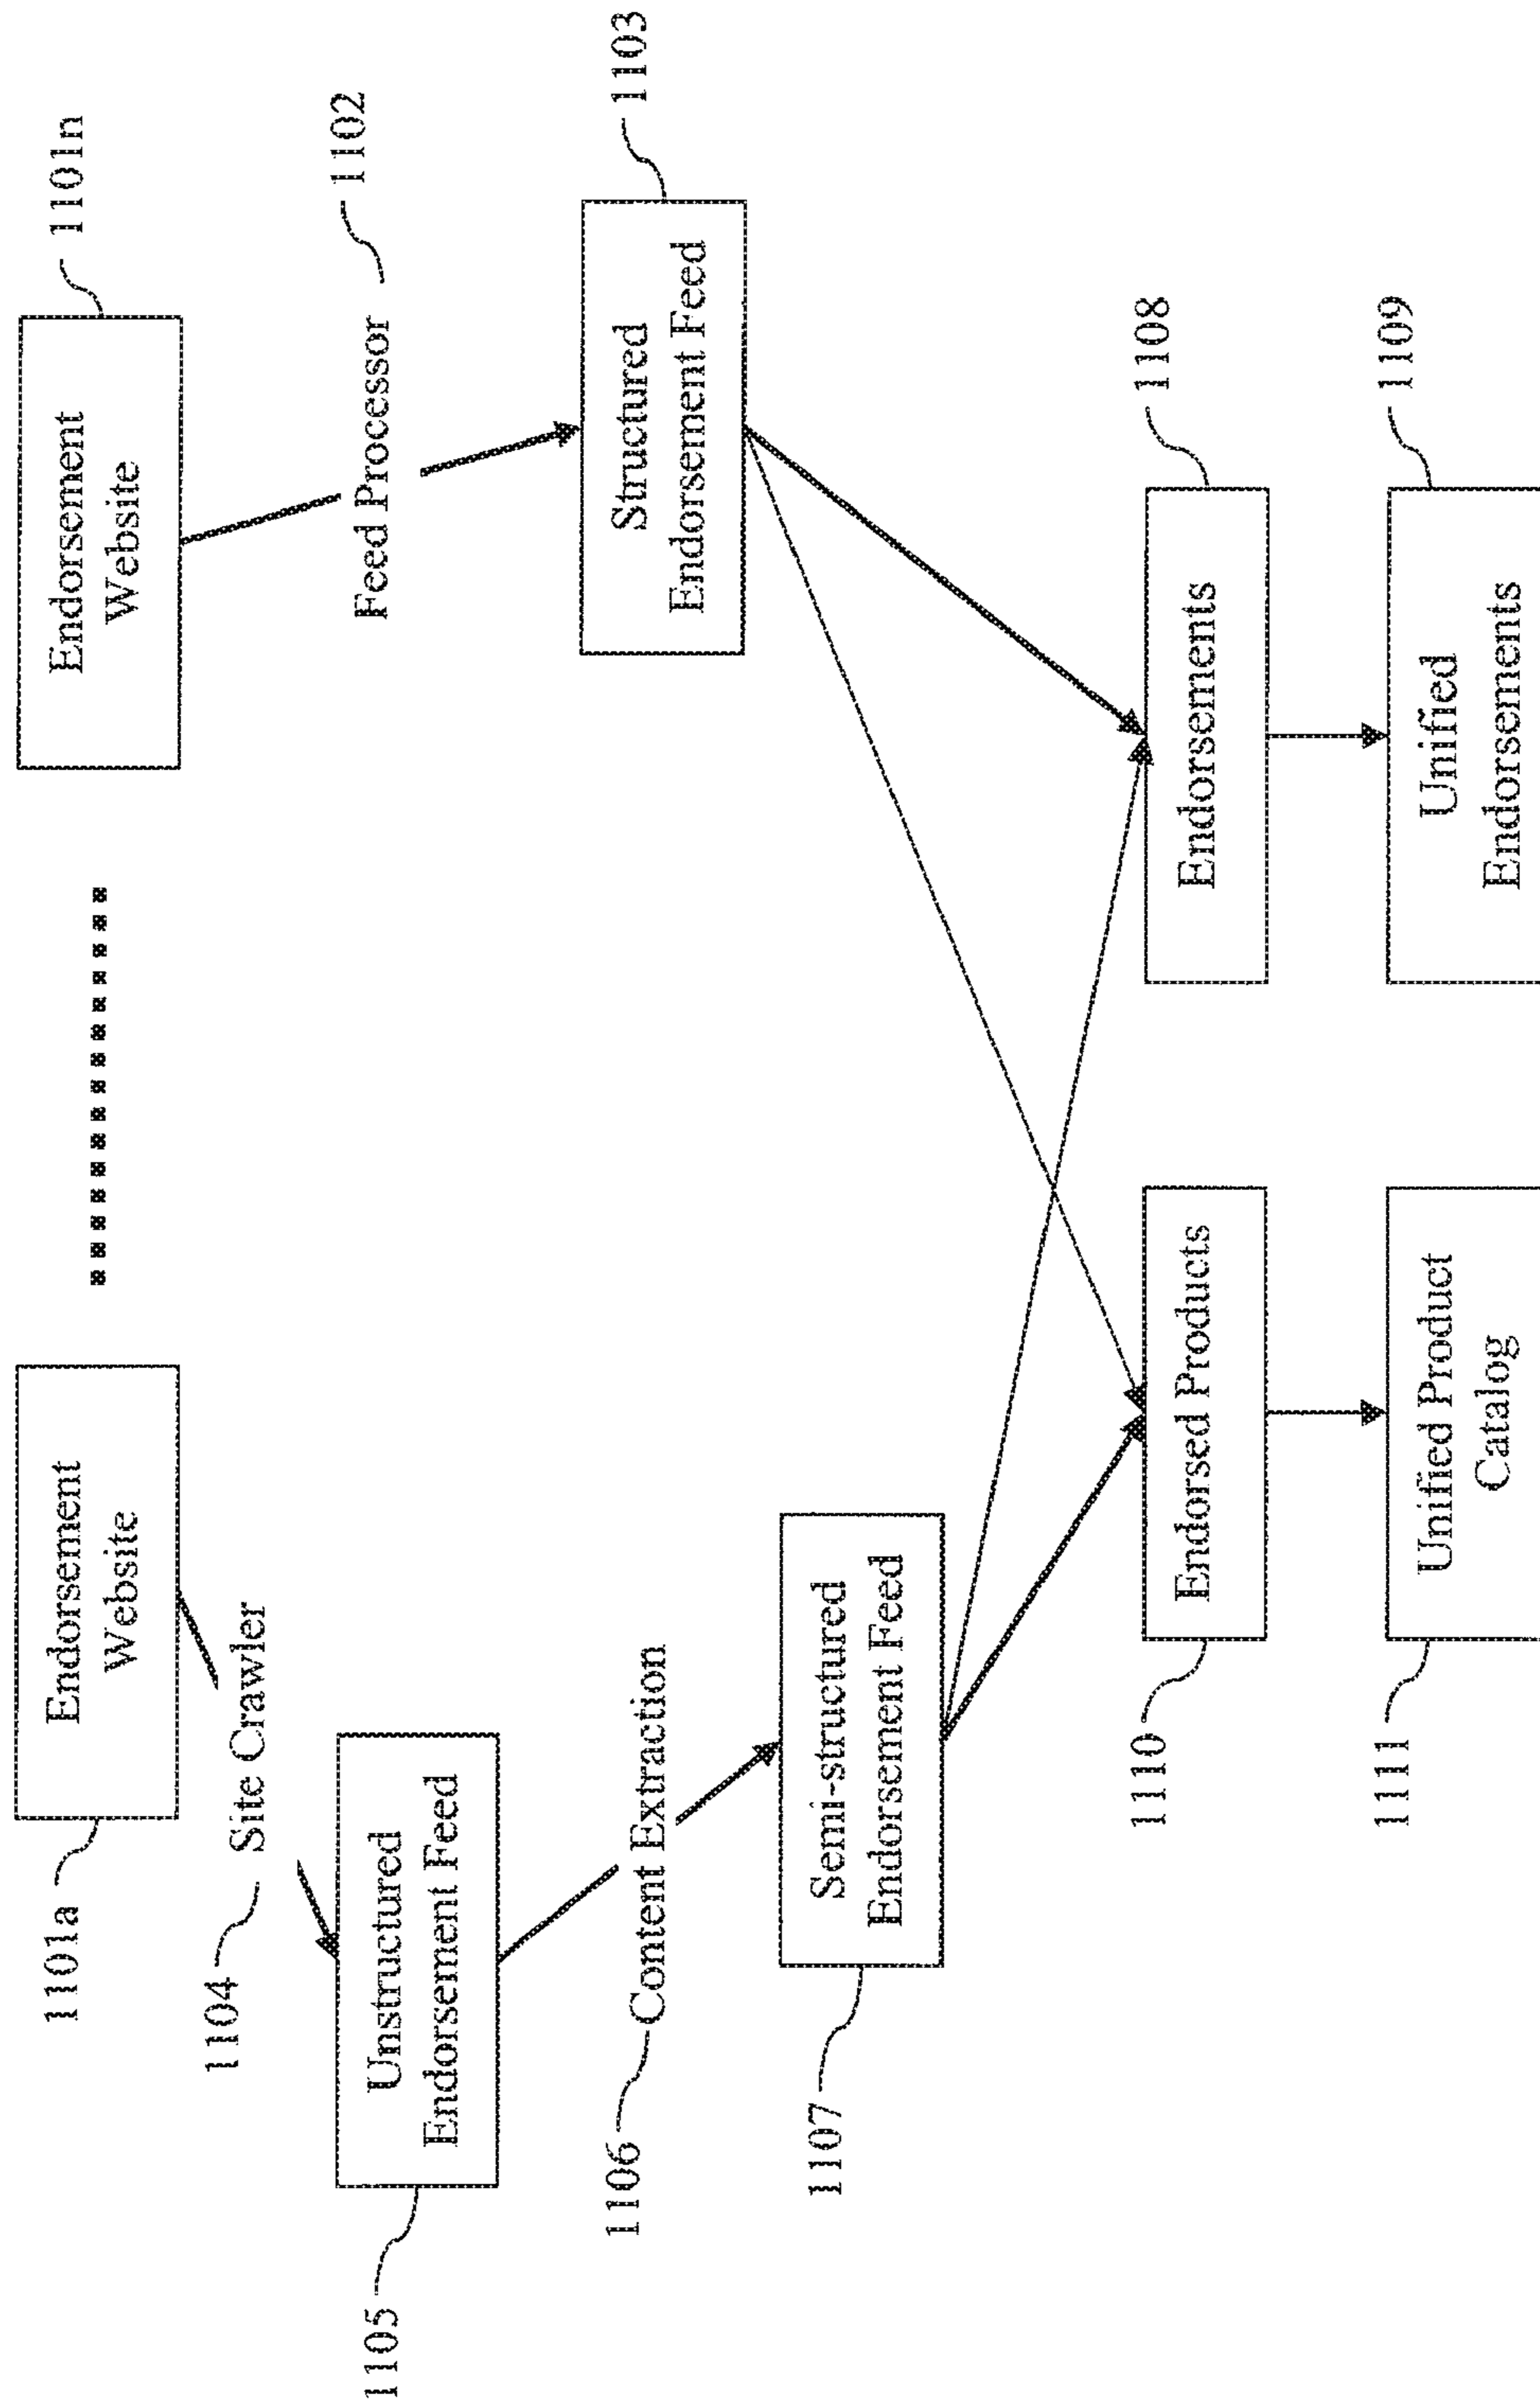 1101a
Endorsement
Website
Endorsement
Website
1101n
1104
Site Crawler
Feed Processor
1102
1105
Unstructured
Endorsement Feed
1106
Content Extraction
Structured
Endorsement Feed
1103
1107
Semi-structured
Endorsement Feed
1110
Endorsed Products
Endorsements
1108
1111
Unified Product
Catalog
Unified
Endorsements
1109